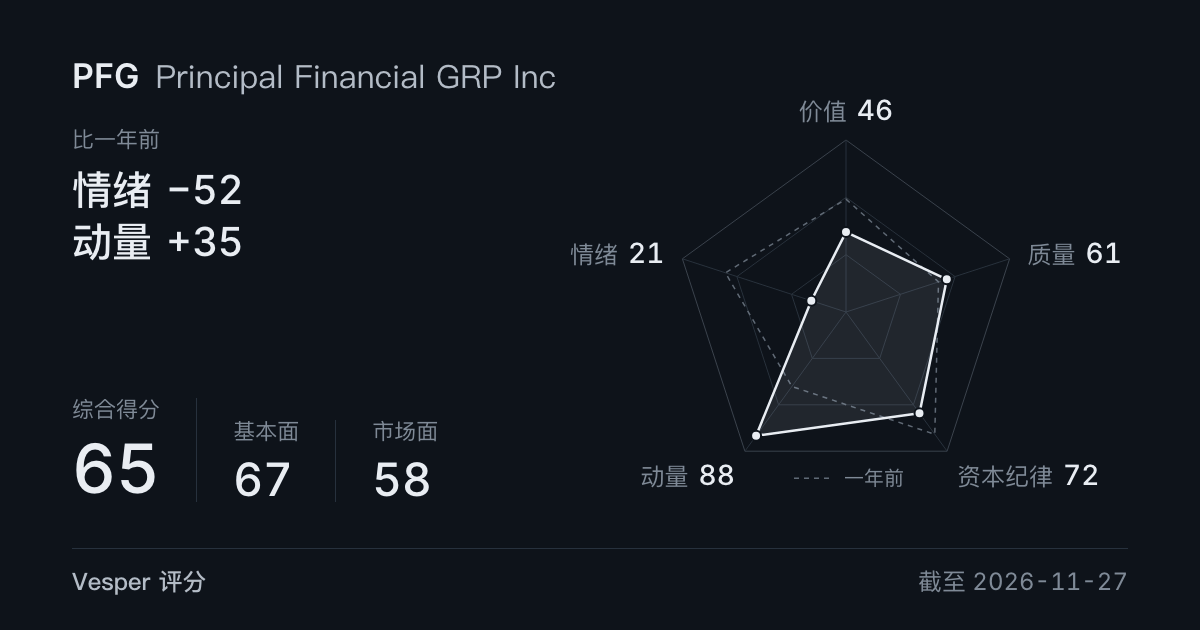 PFG Principal Financial GRP Inc
比一年前
情绪 −52
动量 +35
价值 46
情绪 21
质量 61
动量 88
一年前
资本纪律 72
综合得分
65
基本面
67
市场面
58
Vesper 评分
截至 2026-11-27